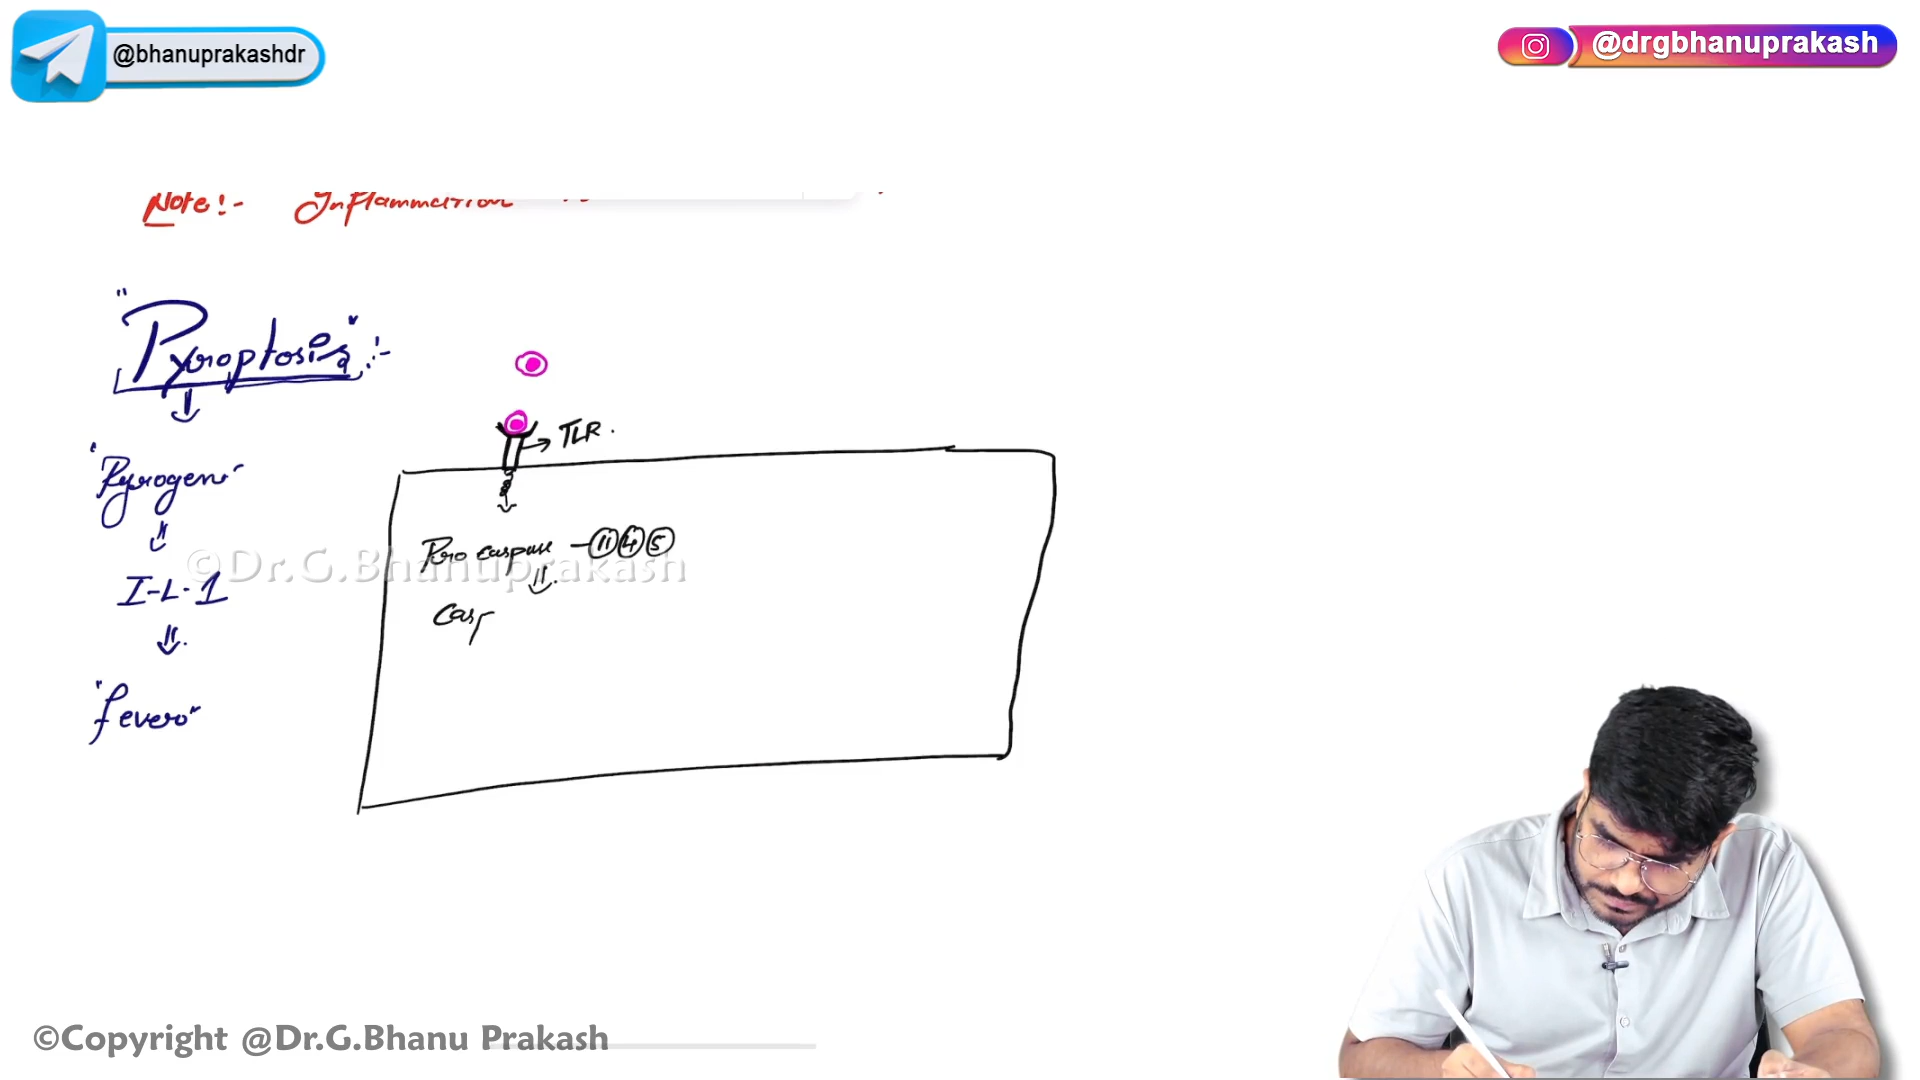 @bhanuprakashdr
@drgbhanuprakash
Note:- Inflammation
"Pyroptosis":-
TLR.
"Pyrogen"
Pro caspase - 11 4 5
©Dr.G.Bhanuprakash
I-L-1
Casp
"fever"
©Copyright @Dr.G.Bhanu Prakash